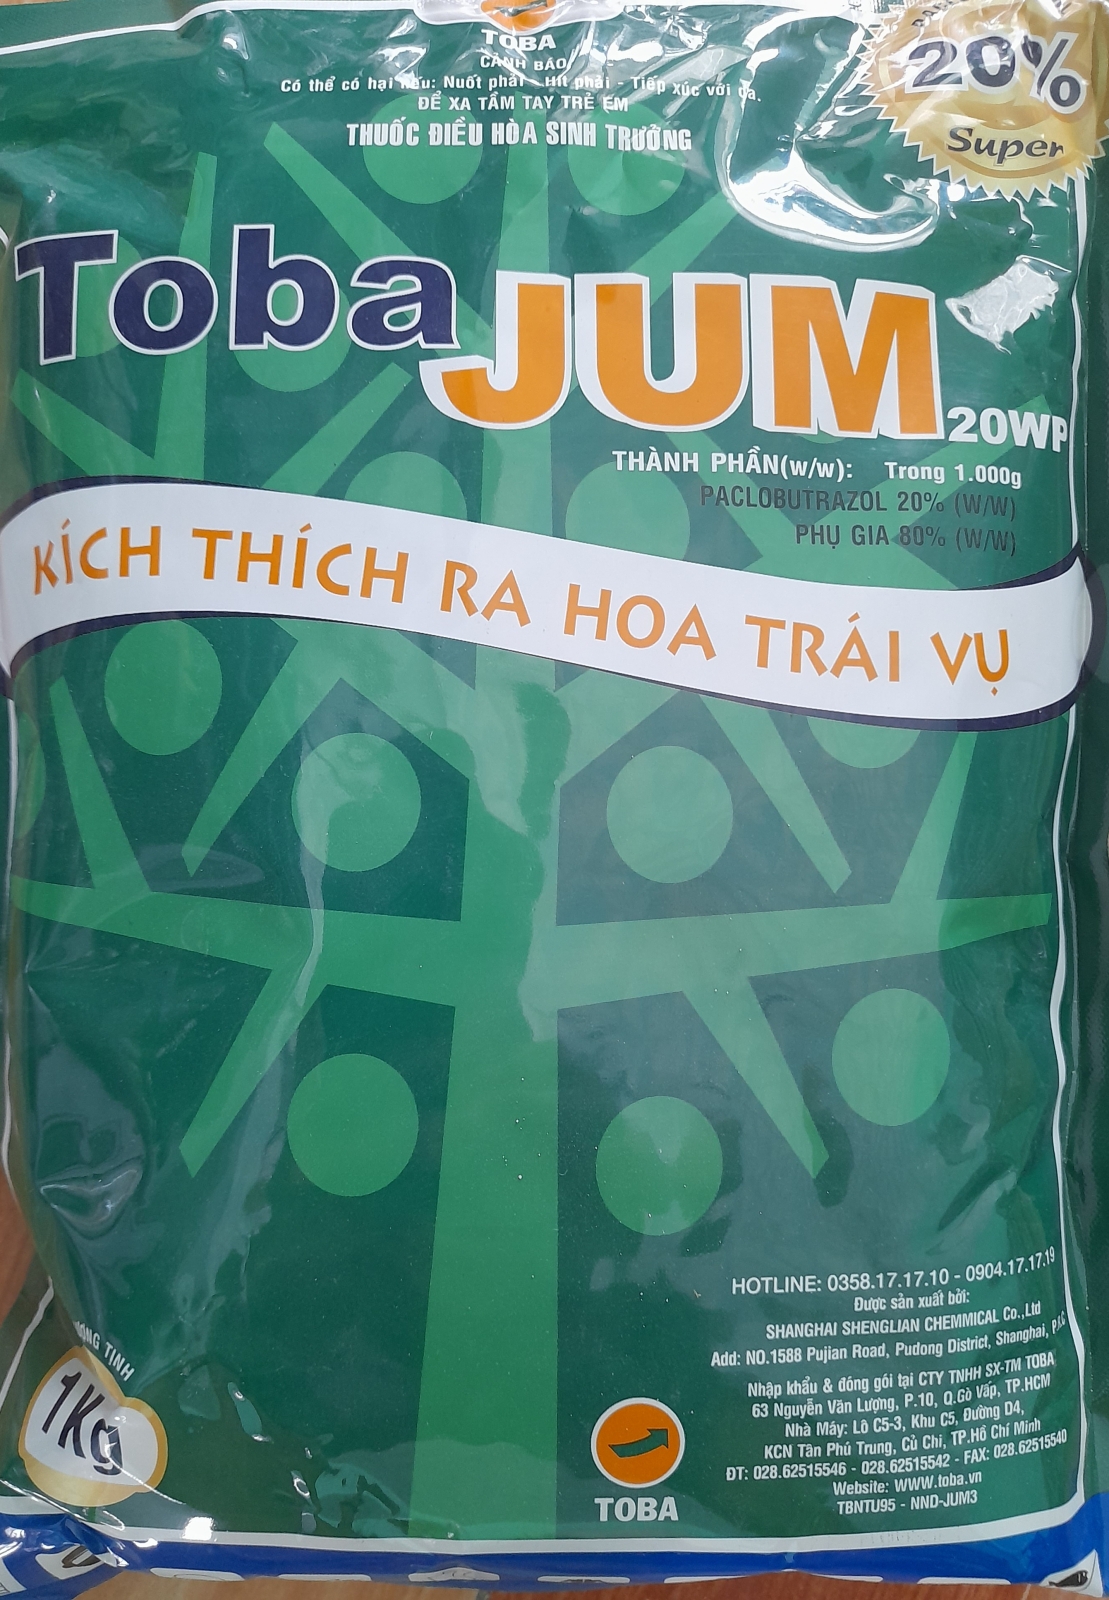 TOBA
CẢNH BÁO
Có thể có hại nếu: Nuốt phải - Hít phải - Tiếp xúc với da.
ĐỂ XA TẦM TAY TRẺ EM
THUỐC ĐIỀU HÒA SINH TRƯỞNG
20%
Super
Toba
JUM
20WP
THÀNH PHẦN(w/w): Trong 1.000g
PACLOBUTRAZOL 20% (W/W)
PHỤ GIA 80% (W/W)
KÍCH THÍCH RA HOA TRÁI VỤ
HOTLINE: 0358.17.17.10 - 0904.17.17.19
Được sản xuất bởi:
SHANGHAI SHENGLIAN CHEMMICAL Co.,Ltd
Add: NO.1588 Pujian Road, Pudong District, Shanghai,
Nhập khẩu & đóng gói tại CTY TNHH SX-TM TOBA
63 Nguyễn Văn Lượng, P.10, Q.Gò Vấp, TP.HCM
Nhà Máy: Lô C5-3, Khu C5, Đường D4,
KCN Tân Phú Trung, Củ Chi, TP.Hồ Chí Minh
ĐT: 028.62515546 - 028.62515542 - FAX: 028.62515540
Website: WWW.toba.vn
TBNTU95 - NND-JUM3
TỊNH
1Kg
TOBA